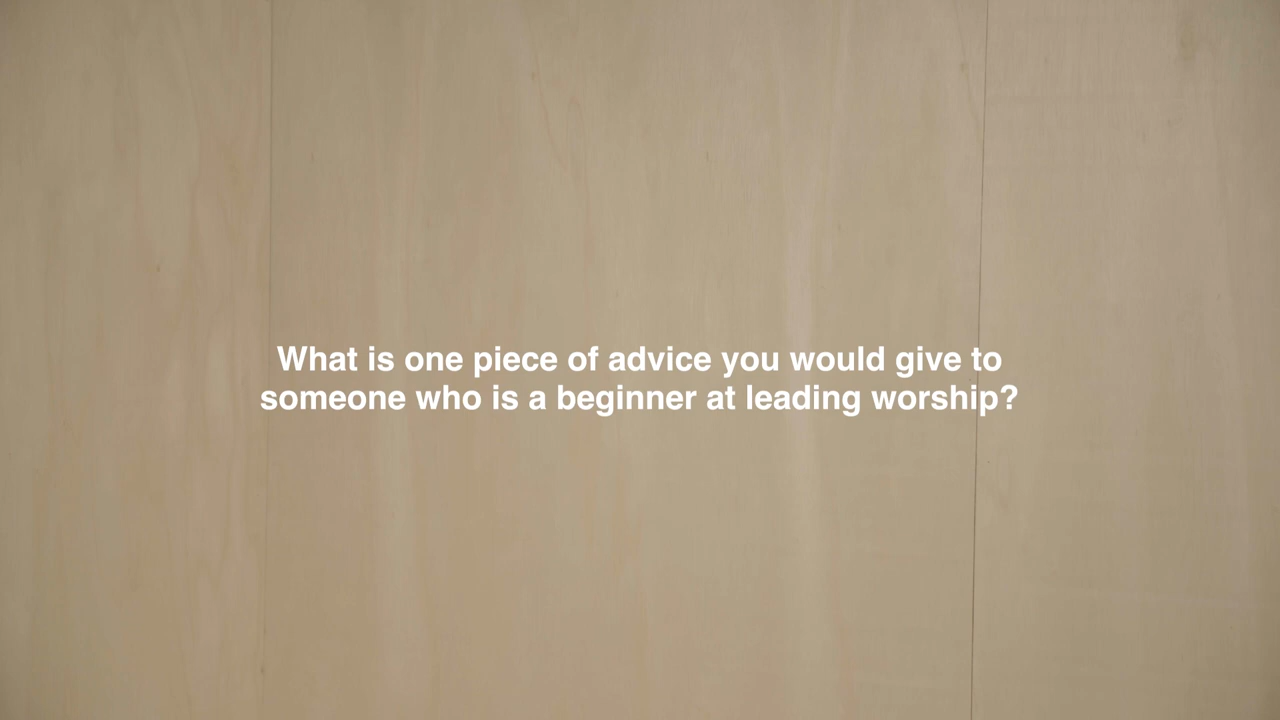 What is one piece of advice you would give to
someone who is a beginner at leading worship?